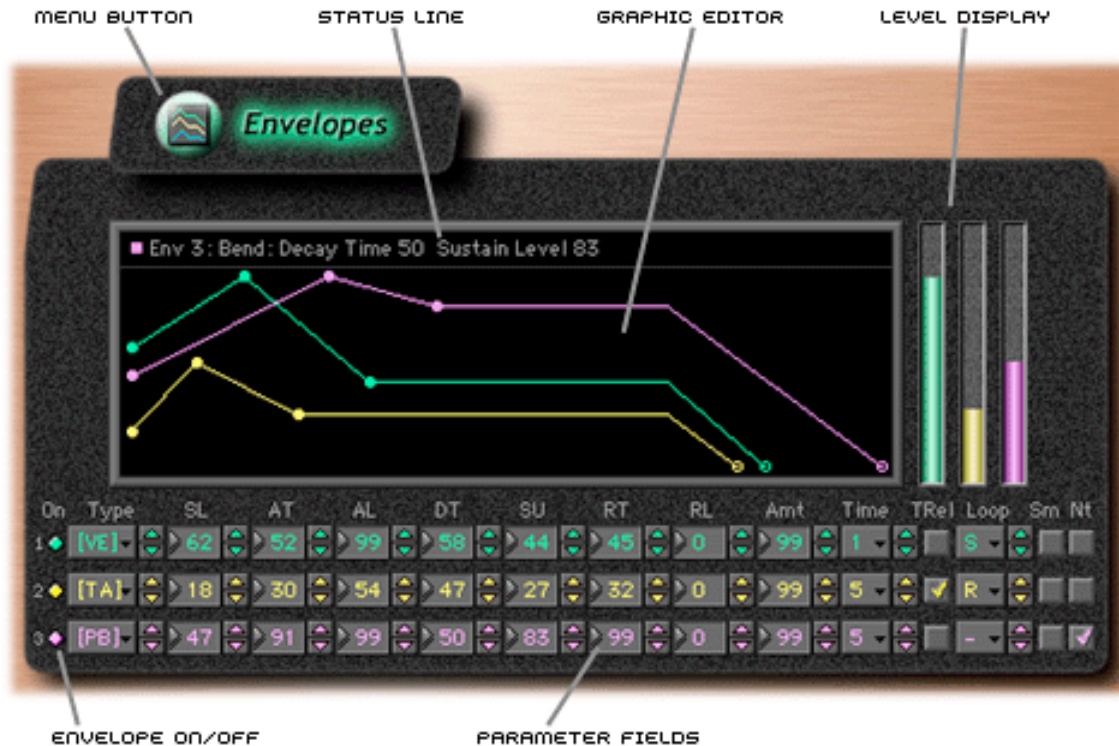 MENU BUTTON STATUS LINE GRAPHIC EDITOR LEVEL DISPLAY
Envelopes
Env 3: Bend: Decay Time 50 Sustain Level 83
On Type SL AT AL DT SU RT RL Amt Time TRel Loop Sm Nt
1 [VE] 62 52 99 58 44 45 0 99 1 S
2 [TA] 18 30 54 47 27 32 0 99 5 R
3 [PB] 47 91 99 50 83 99 0 99 5 -
ENVELOPE ON/OFF PARAMETER FIELDS